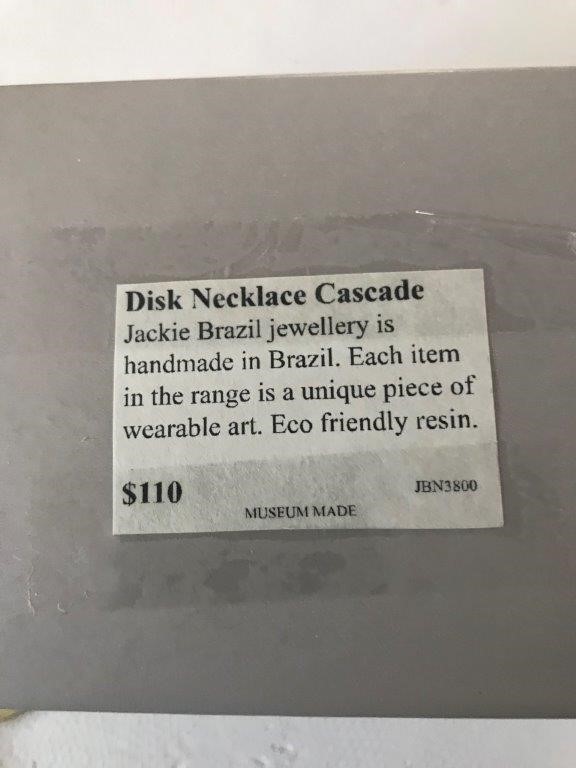 Disk Necklace Cascade
Jackie Brazil jewellery is
handmade in Brazil. Each item
in the range is a unique piece of
wearable art. Eco friendly resin.
$110
JBN3800
MUSEUM MADE